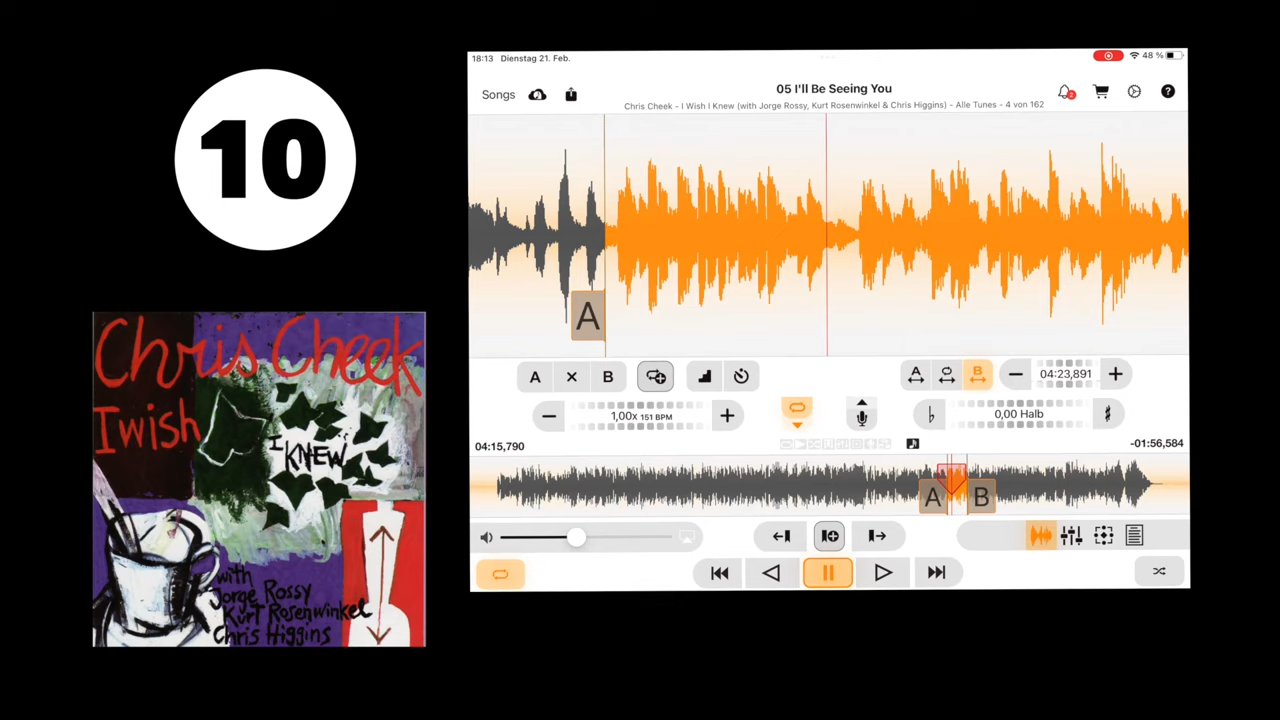 10
Chris Cheek
I wish
I KNEW
with
Jorge Rossy
Kurt Rosenwinkel
Chris Higgins
18:13 Dienstag 21. Feb.
48 %
Songs
05 I'll Be Seeing You
2
Chris Cheek - I Wish I Knew (with Jorge Rossy, Kurt Rosenwinkel & Chris Higgins) - Alle Tunes - 4 von 162
A
A × B
A B − 04:23,891 +
− 1,00x 151 BPM +
♭ 0,00 Halb ♯
04:15,790
-01:56,584
A B